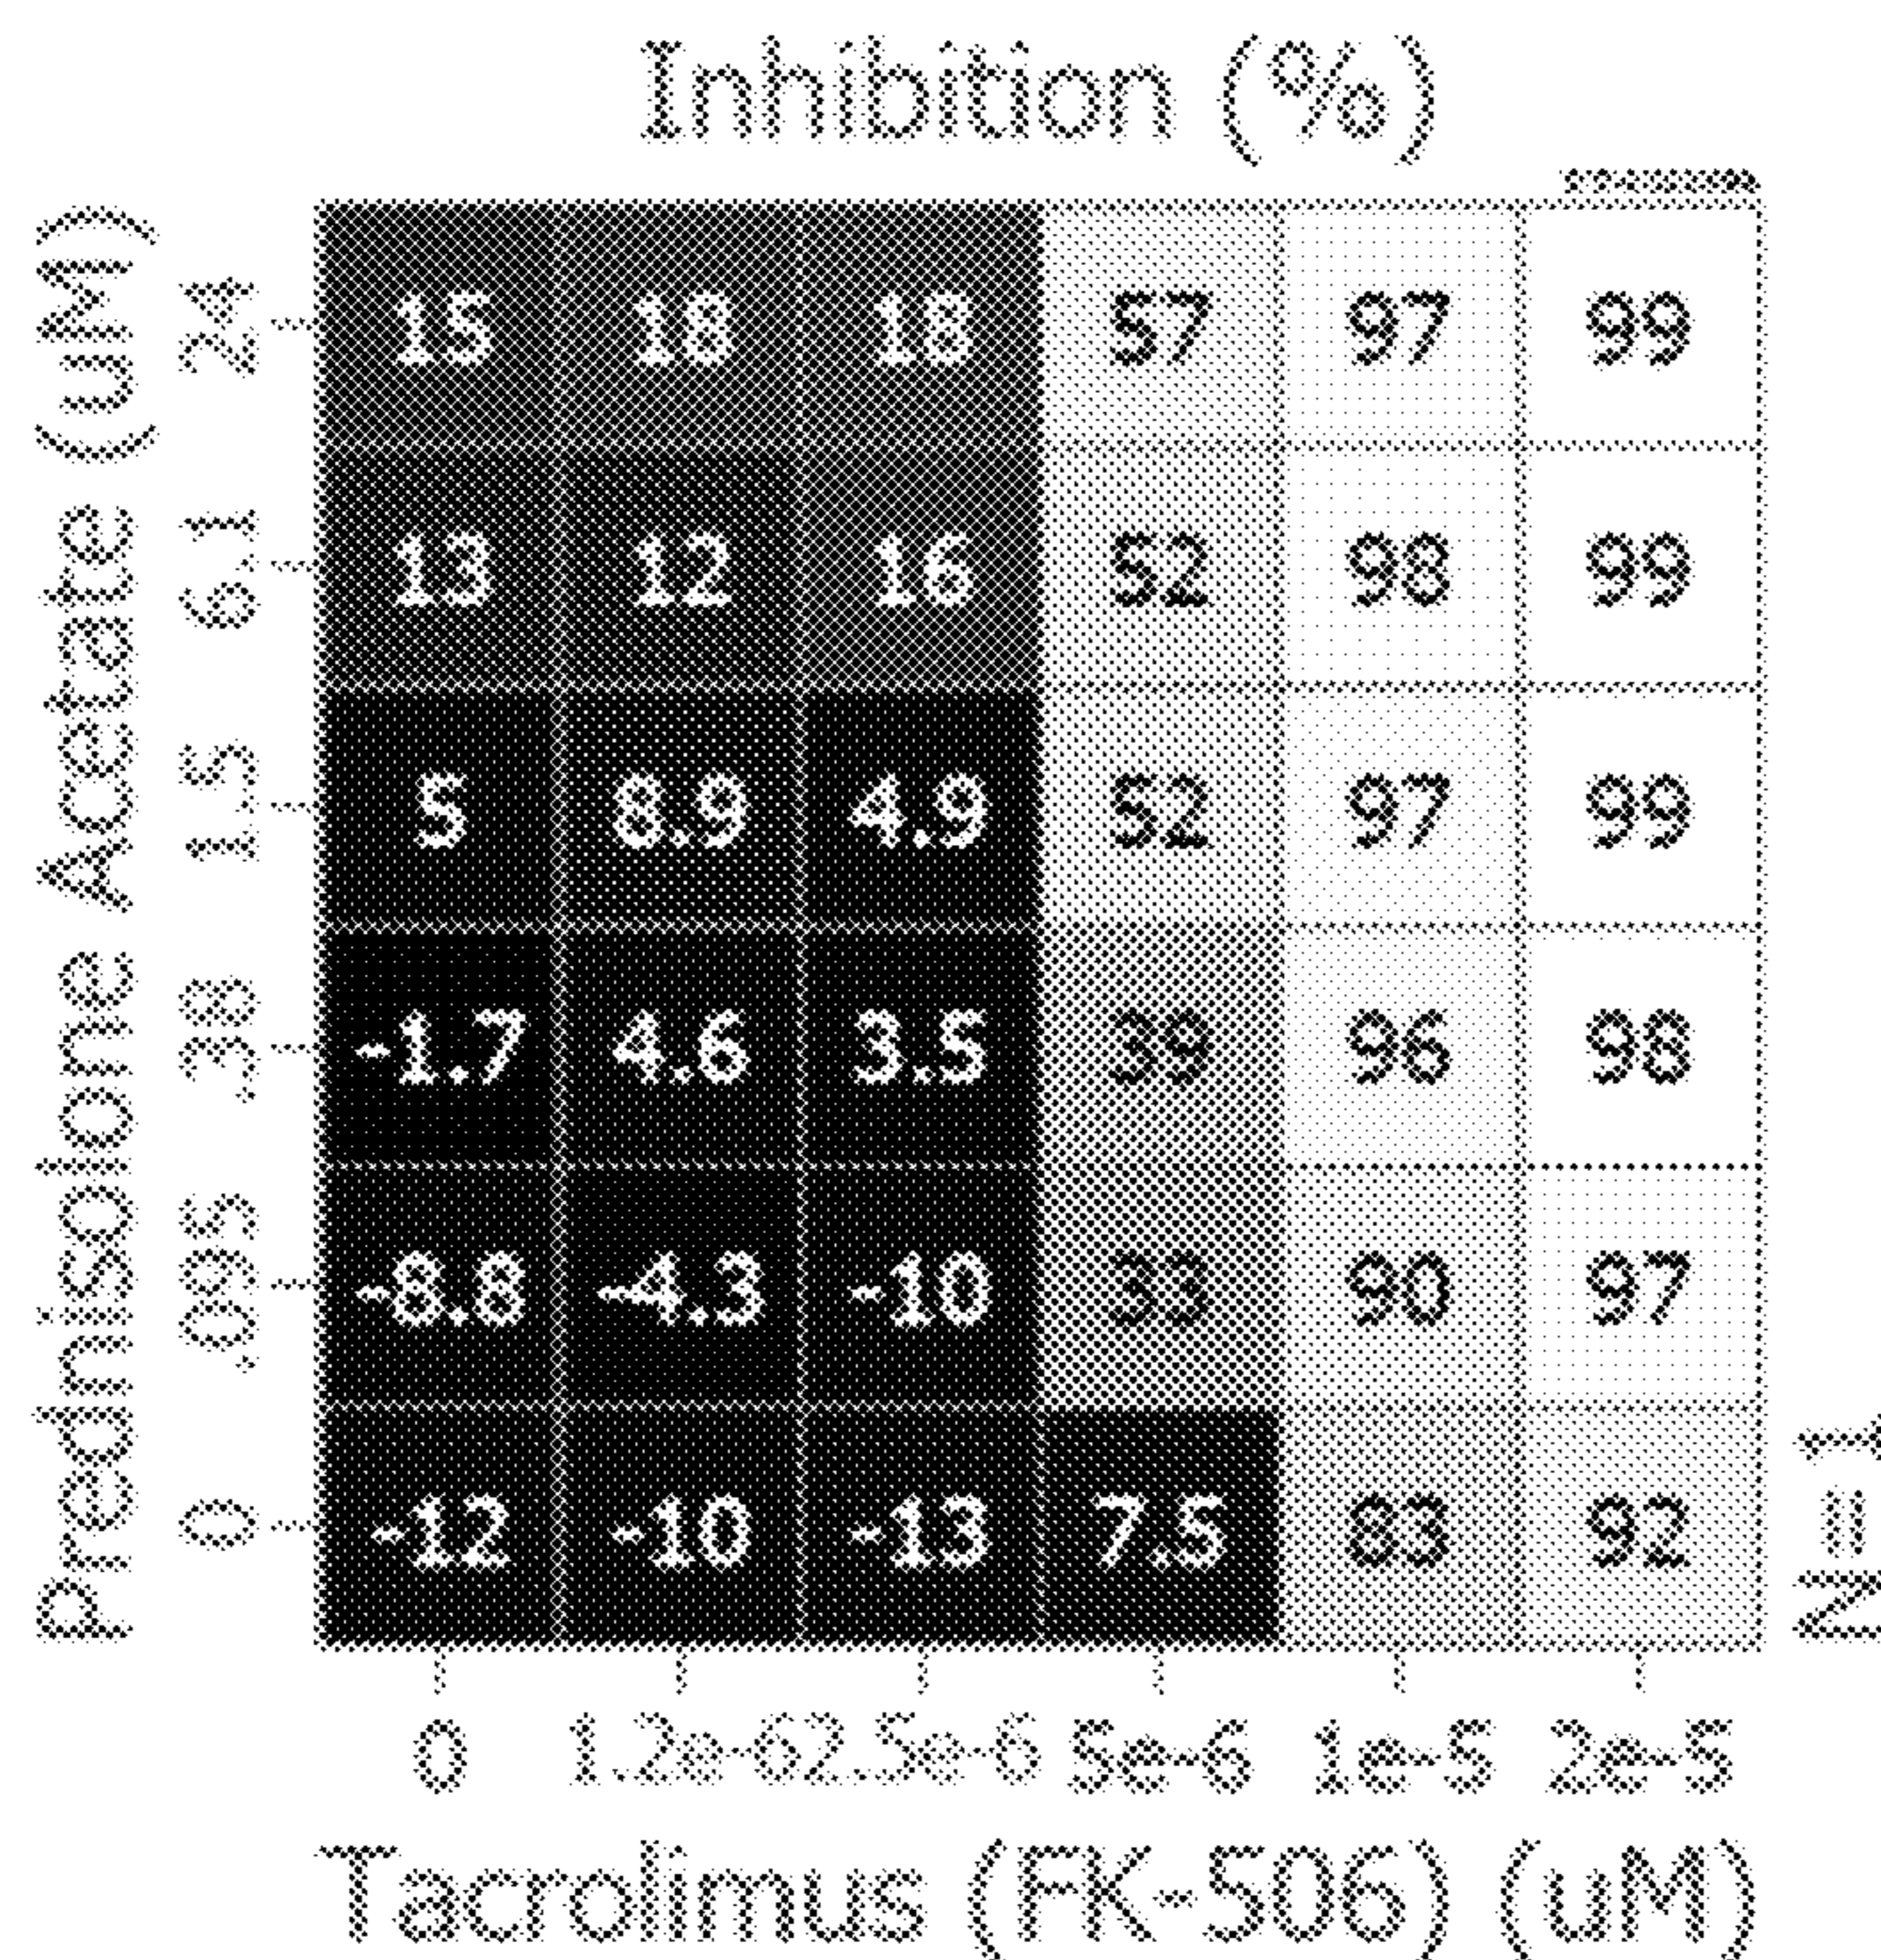 Inhibition (%)
Prednisolone Acetate (uM)
24 15 18 18 57 97 99
6.1 13 12 16 52 98 99
1.5 5 8.9 4.9 52 97 99
.38 -1.7 4.6 3.5 39 96 98
.095 -8.8 -4.3 -10 33 90 97
0 -12 -10 -13 7.5 83 92
N=1
0 1.2e-6 2.5e-6 5e-6 1e-5 2e-5
Tacrolimus (FK-506) (uM)